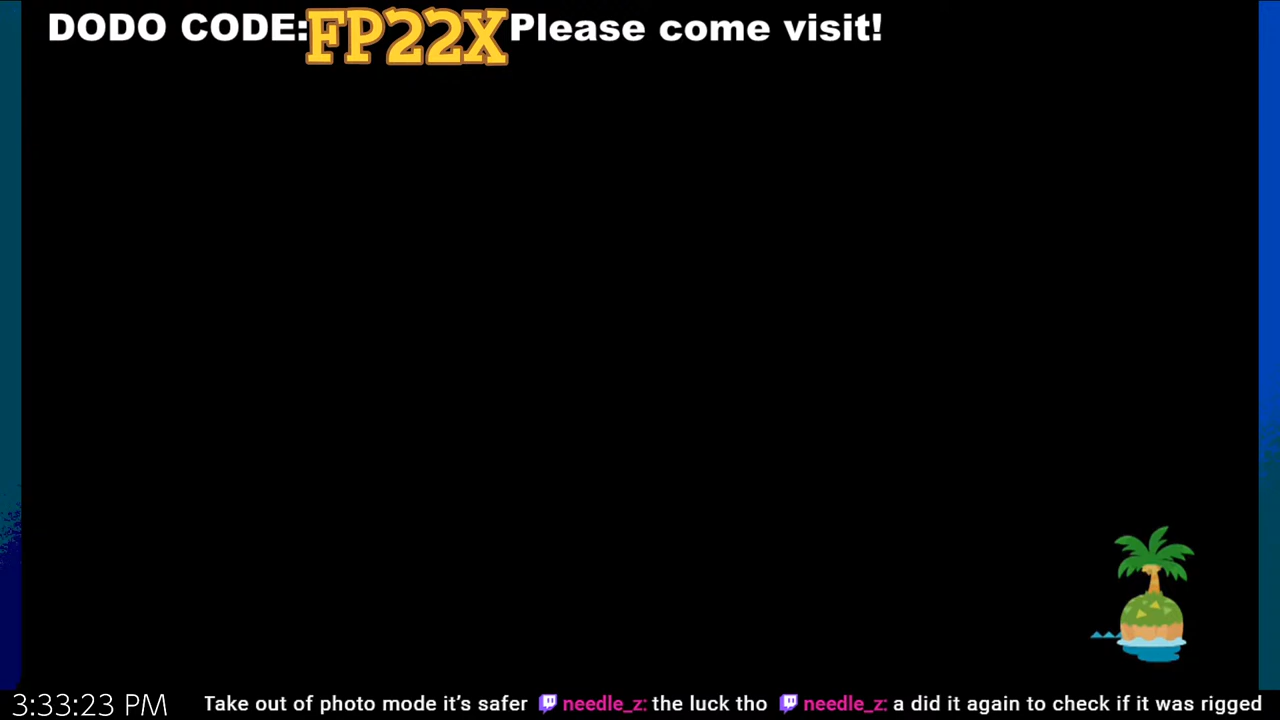 DODO CODE: FP22X Please come visit!
3:33:23 PM Take out of photo mode it’s safer needle_z: the luck tho needle_z: a did it again to check if it was rigged